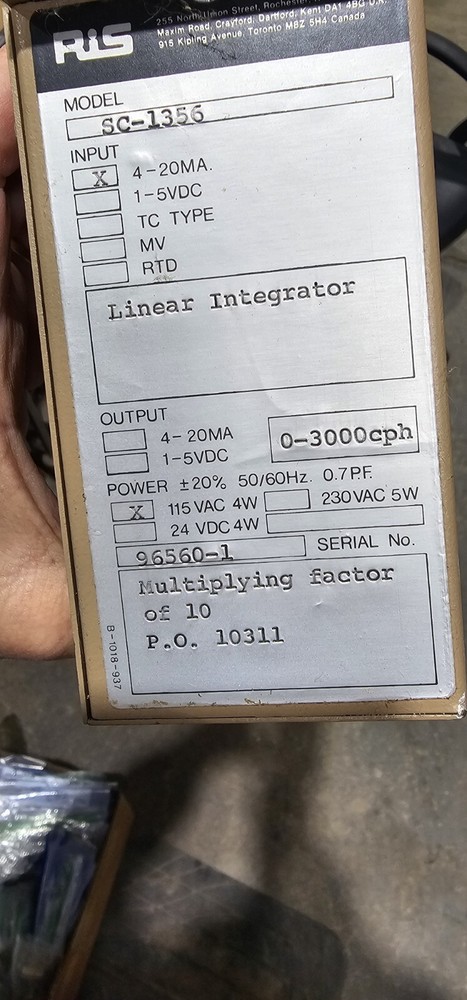 RIS
255 North Union Street, Rochester
Maxim Road, Crayford, Dartford, Kent DA1 4BG U.K.
915 Kipling Avenue, Toronto M8Z 5H4 Canada
MODEL
SC-1356
INPUT
X 4-20MA.
1-5VDC
TC TYPE
MV
RTD
Linear Integrator
OUTPUT
4-20MA
1-5VDC
0-3000cph
POWER ±20% 50/60Hz. 0.7P.F.
X 115VAC 4W 230VAC 5W
24 VDC 4W
96560-1 SERIAL No.
Multiplying factor
of 10
P.O. 10311
B-1018-937